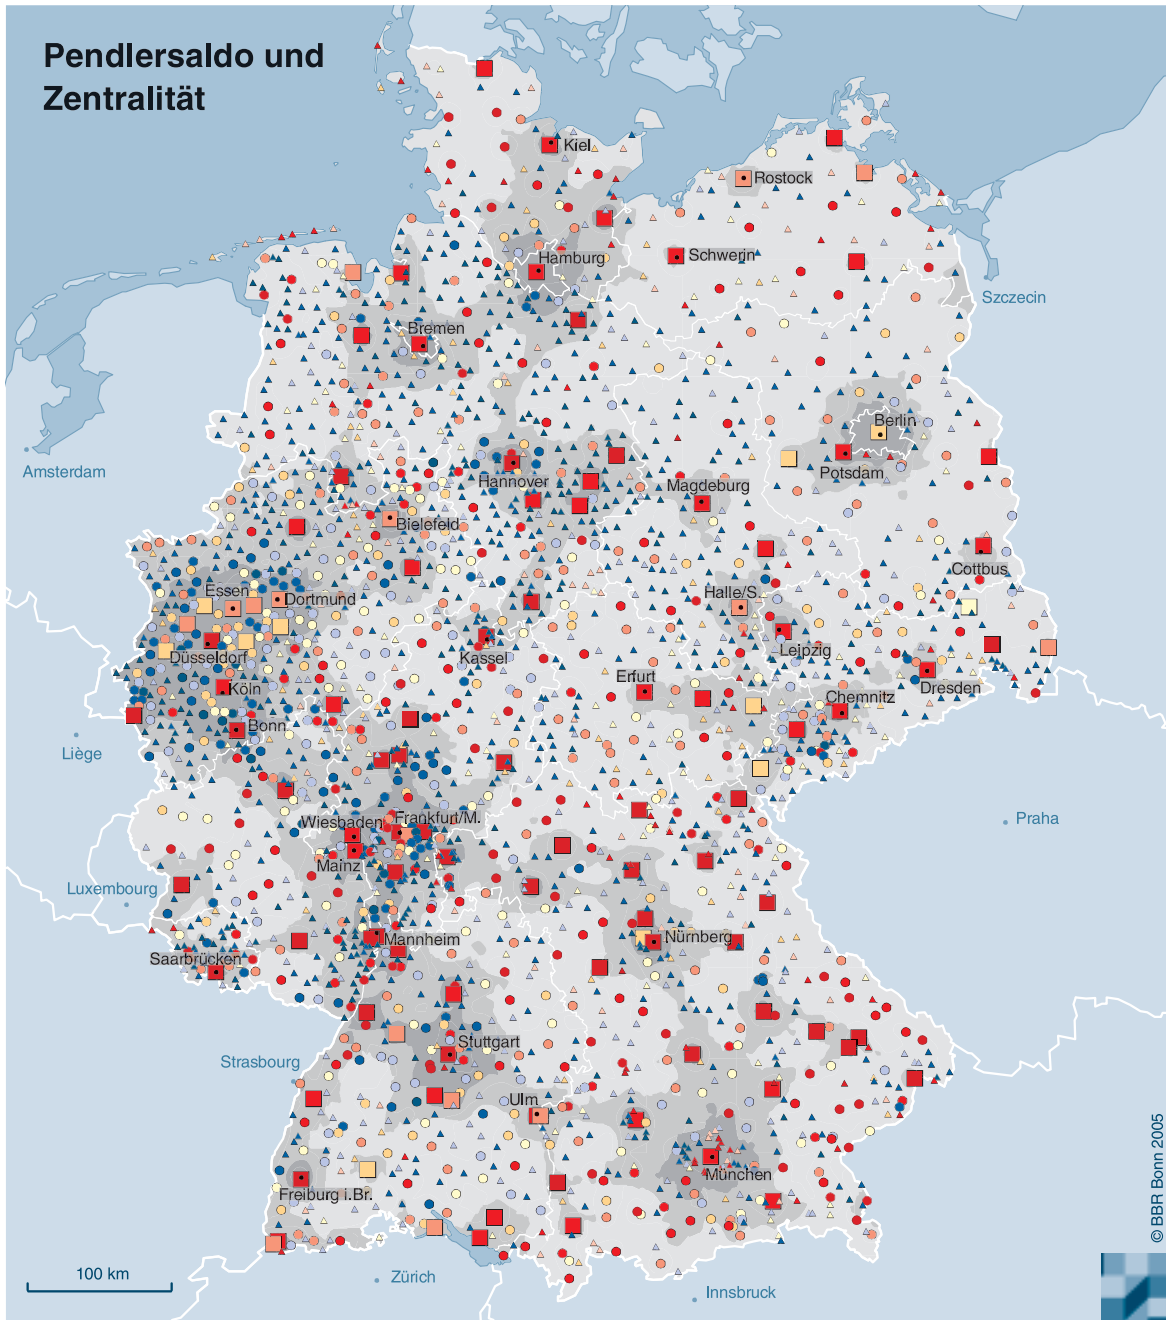 Pendlersaldo und
Zentralität
Kiel
Rostock
Hamburg
Schwerin
Szczecin
Bremen
Berlin
Amsterdam
Potsdam
Hannover
Magdeburg
Bielefeld
Cottbus
Essen
Dortmund
Halle/S.
Düsseldorf
Kassel
Leipzig
Köln
Erfurt
Dresden
Chemnitz
Bonn
Liège
Wiesbaden
Frankfurt/M.
Praha
Mainz
Luxembourg
Mannheim
Nürnberg
Saarbrücken
Stuttgart
Strasbourg
Ulm
München
Freiburg i.Br.
100 km
Zürich
Innsbruck
© BBR Bonn 2005